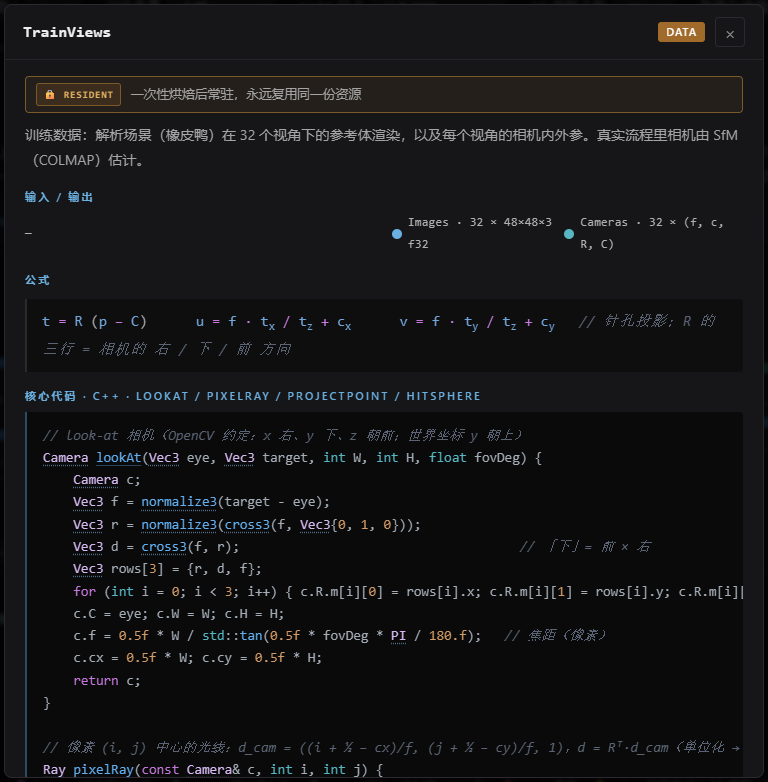 TrainViews DATA ×
RESIDENT 一次性烘焙后常驻，永远复用同一份资源
训练数据：解析场景（橡皮鸭）在 32 个视角下的参考体渲染，以及每个视角的相机内外参。真实流程里相机由 SfM
（COLMAP）估计。
输入 / 输出
—
Images · 32 × 48×48×3
f32
Cameras · 32 × (f, c,
R, C)
公式
t = R (p − C) u = f · tx / tz + cx v = f · ty / tz + cy // 针孔投影；R 的
三行 = 相机的 右 / 下 / 前 方向
核心代码 · C++ · LOOKAT / PIXELRAY / PROJECTPOINT / HITSPHERE
// look-at 相机（OpenCV 约定：x 右、y 下、z 朝前；世界坐标 y 朝上）
Camera lookAt(Vec3 eye, Vec3 target, int W, int H, float fovDeg) {
Camera c;
Vec3 f = normalize3(target - eye);
Vec3 r = normalize3(cross3(f, Vec3{0, 1, 0}));
Vec3 d = cross3(f, r); // 「下」= 前 × 右
Vec3 rows[3] = {r, d, f};
for (int i = 0; i < 3; i++) { c.R.m[i][0] = rows[i].x; c.R.m[i][1] = rows[i].y; c.R.m[i][
c.C = eye; c.W = W; c.H = H;
c.f = 0.5f * W / std::tan(0.5f * fovDeg * PI / 180.f); // 焦距（像素）
c.cx = 0.5f * W; c.cy = 0.5f * H;
return c;
}
// 像素 (i, j) 中心的光线：d_cam = ((i + ½ − cx)/f, (j + ½ − cy)/f, 1)，d = Rᵀ·d_cam（单位化 →
Ray pixelRay(const Camera& c, int i, int j) {